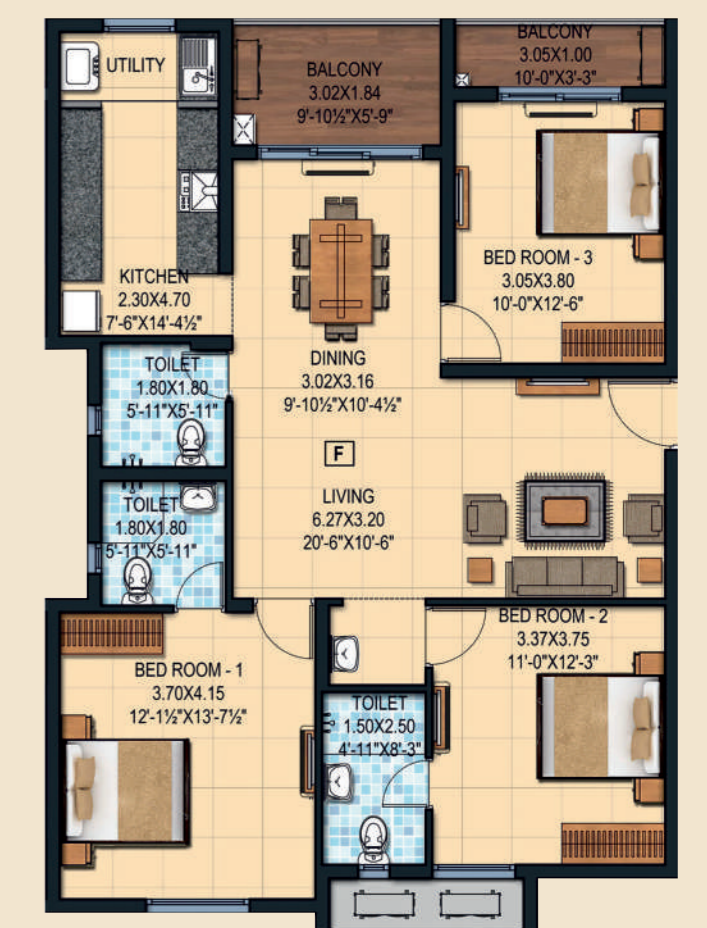 UTILITY
BALCONY
3.02X1.84
9'-10½"X5'-9"
BALCONY
3.05X1.00
10'-0"X3'-3"
KITCHEN
2.30X4.70
7'-6"X14'-4½"
BED ROOM - 3
3.05X3.80
10'-0"X12'-6"
TOILET
1.80X1.80
5'-11"X5'-11"
DINING
3.02X3.16
9'-10½"X10'-4½"
F
LIVING
6.27X3.20
20'-6"X10'-6"
TOILET
1.80X1.80
5'-11"X5'-11"
BED ROOM - 1
3.70X4.15
12'-1½"X13'-7½"
BED ROOM - 2
3.37X3.75
11'-0"X12'-3"
TOILET
1.50X2.50
4'-11"X8'-3"